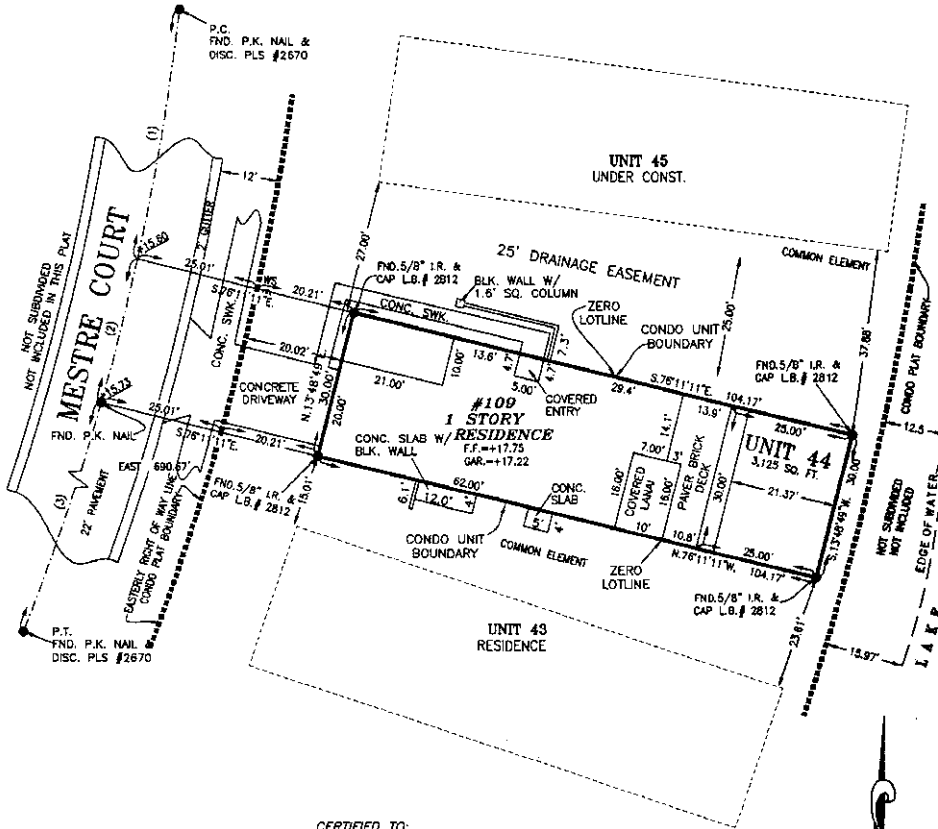 P.C.
FND. P.K. NAIL &
DISC. PLS #2670
(1)
12'
2' GUTTER
NOT SUBDIVIDED
NOT INCLUDED IN THIS PLAT
MESTRE COURT
(2)
(3)
22' PAVEMENT
CONC. SWK.
15.60
25.01'
S.76°11'11"E.
WS
20.21'
27.00'
UNIT 45
UNDER CONST.
25' DRAINAGE EASEMENT
COMMON ELEMENT
FND.5/8" I.R. &
CAP L.B.# 2812
BLK. WALL W/
1.6' SQ. COLUMN
ZERO
LOTLINE
CONDO UNIT
BOUNDARY
25.00'
37.88'
CONDO PLAT BOUNDARY
CONC. SWK.
7.3'
20.02'
CONCRETE
DRIVEWAY
N.13°48'49"E.
30.00'
20.00'
21.00'
10.00'
13.6'
4.7'
4.7'
5.00'
COVERED
ENTRY
29.4'
S.76°11'11"E.
104.17'
FND.5/8" I.R. &
CAP L.B.# 2812
12.5
#109
1 STORY
RESIDENCE
F.F.=+17.75
GAR.=+17.22
14.1'
13.9'
25.00'
UNIT 44
3,125 SQ. FT.
21.37'
30.00'
S.13°48'49"W.
15.73
25.01'
FND. P.K. NAIL
S.76°11'11"E.
20.21'
EAST 690.67'
EASTERLY RIGHT OF WAY LINE
CONDO PLAT BOUNDARY
FND.5/8" I.R. &
CAP L.B.# 2812
15.01'
CONC. SLAB W/
BLK. WALL
62.00'
6.1'
12.0'
4'
CONC.
SLAB
5'
4'
CONDO UNIT
BOUNDARY
COMMON ELEMENT
7.00'
16.00'
COVERED
LANAI
16.00'
10'
PAVER BRICK
DECK
30.00'
10.8'
25.00'
N.76°11'11"W.
104.17'
ZERO
LOTLINE
FND.5/8" I.R. &
CAP L.B.# 2812
NOT SUBDIVIDED
NOT INCLUDED
EDGE OF WATER
LAKE
15.97'
23.61'
UNIT 43
RESIDENCE
P.T.
FND. P.K. NAIL
DISC. PLS #2670
CERTIFIED TO: